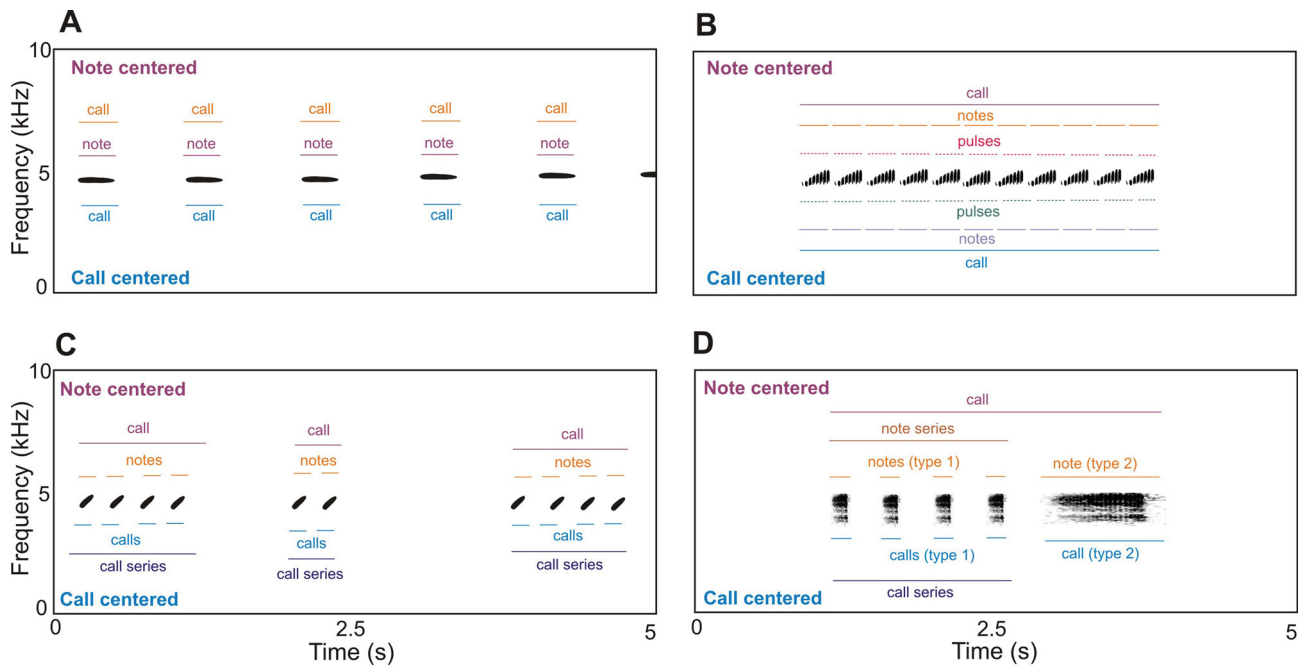 A
10
Frequency (kHz)
5
0
Note centered
call call call call call
note note note note note
call call call call call
Call centered
B
Note centered
call
notes
pulses
pulses
notes
call
Call centered
C
10
Frequency (kHz)
5
0
Note centered
call call call
notes notes notes
calls calls calls
call series call series call series
Call centered
0 2.5 5
Time (s)
D
Note centered
call
note series
notes (type 1) note (type 2)
calls (type 1) call (type 2)
call series
Call centered
0 2.5 5
Time (s)